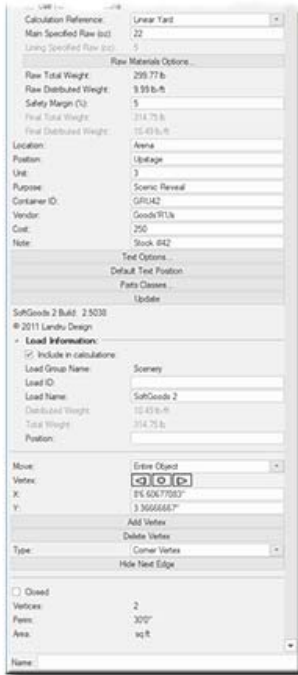 Calculation Reference: Linear Yard
Main Specified Raw (oz) 22
Lining Specified Raw (oz) 5
Raw Materials Options...
Raw Total Weight: 299.77 lb
Raw Distributed Weight: 9.99 lb-ft
Safety Margin (%): 5
Final Total Weight: 314.75 lb
Final Distributed Weight: 10.49 lb-ft
Location: Arena
Position: Upstage
Unit: 3
Purpose: Scenic Reveal
Container ID: GRU42
Vendor: Goods'R'Us
Cost: 250
Note: Stock #42
Text Options...
Default Text Position
Parts Classes...
Update
SoftGoods 2 Build: 2.5038
© 2011 Landru Design
Load Information:
Include in calculations
Load Group Name: Scenery
Load ID:
Load Name: SoftGoods 2
Distributed Weight: 10.49 lb-ft
Total Weight: 314.75 lb
Position:
Move: Entire Object
Vertex:
X: 8'6.60677083"
Y: 3.36666667"
Add Vertex
Delete Vertex
Type: Corner Vertex
Hide Next Edge
Closed
Vertices: 2
Perim: 30'0"
Area: sq ft
Name: